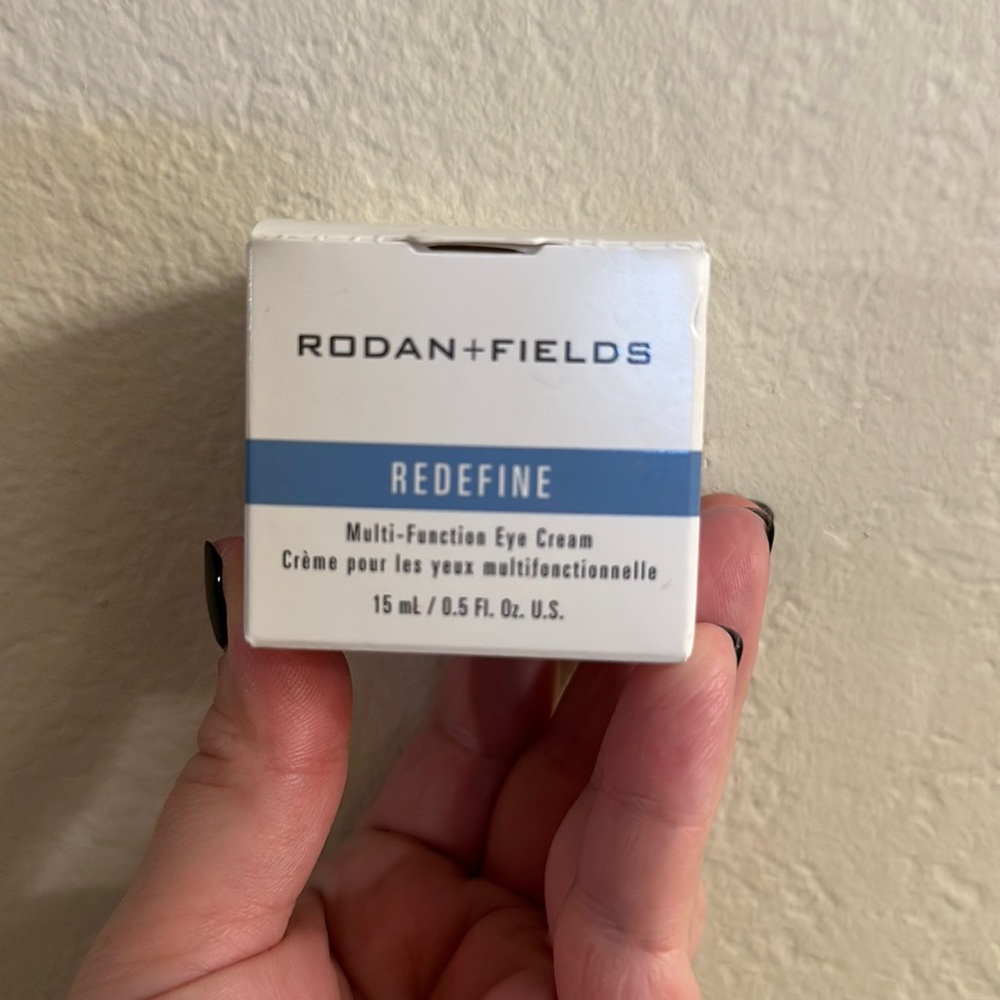 RODAN+FIELDS
REDEFINE
Multi-Function Eye Cream
Crème pour les yeux multifonctionnelle
15 mL / 0.5 Fl. Oz. U.S.